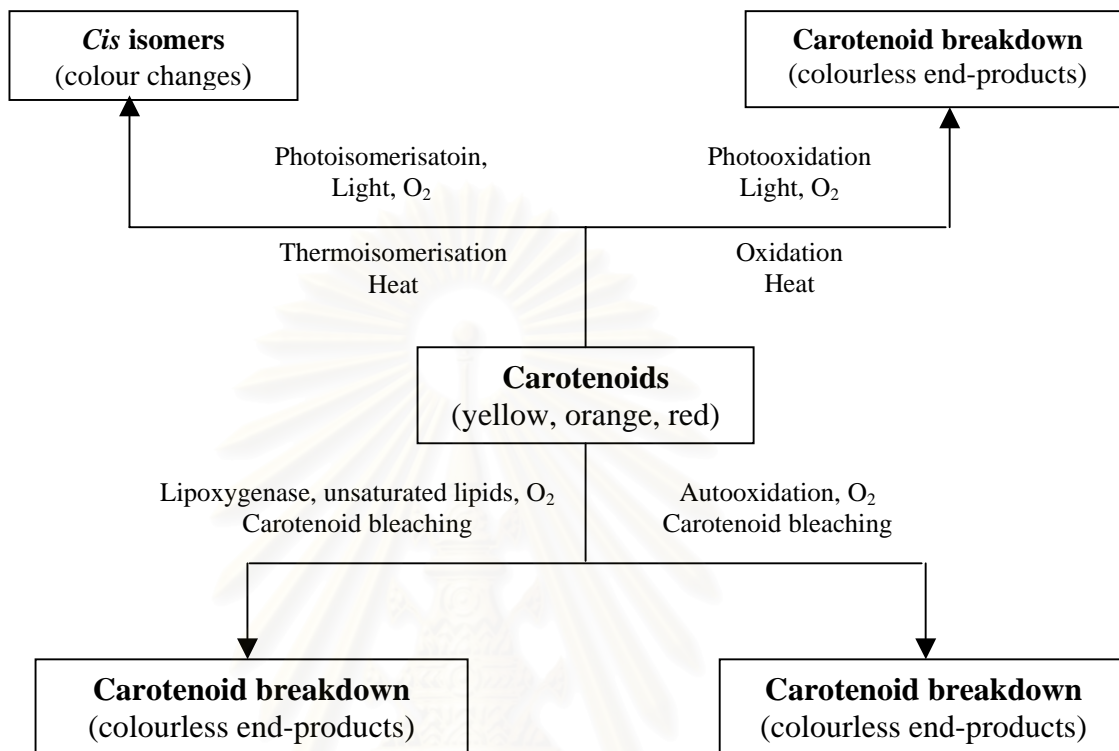 Cis isomers
(colour changes)
Carotenoid breakdown
(colourless end-products)
Photoisomerisatoin,
Light, O₂
Photooxidation
Light, O₂
Thermoisomerisation
Heat
Oxidation
Heat
Carotenoids
(yellow, orange, red)
Lipoxygenase, unsaturated lipids, O₂
Carotenoid bleaching
Autooxidation, O₂
Carotenoid bleaching
Carotenoid breakdown
(colourless end-products)
Carotenoid breakdown
(colourless end-products)